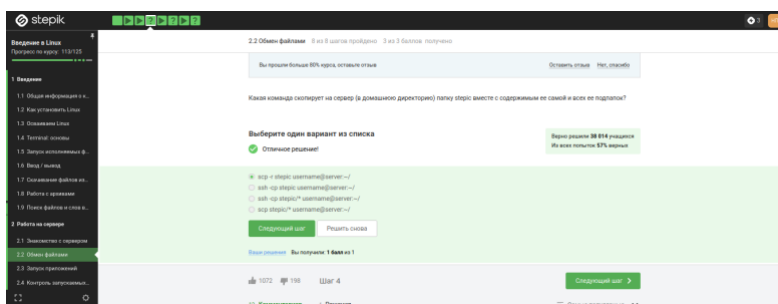 stepik
3
Введение в Linux
Прогресс по курсу: 113/125
2.2 Обмен файлами 8 из 8 шагов пройдено 3 из 3 баллов получено
Вы прошли больше 80% курса, оставьте отзыв
Оставить отзыв Нет, спасибо
1 Введение
1.1 Общая информация о к...
1.2 Как установить Linux
1.3 Осваиваем Linux
1.4 Terminal: основы
1.5 Запуск исполняемых ф...
1.6 Ввод / вывод
1.7 Скачивание файлов из...
1.8 Работа с архивами
1.9 Поиск файлов и слов в...
2 Работа на сервере
2.1 Знакомство с сервером
2.2 Обмен файлами
2.3 Запуск приложений
2.4 Контроль запускаемых...
Какая команда скопирует на сервер (в домашнюю директорию) папку stepic вместе с содержимым ее самой и всех ее подпапок?
Выберите один вариант из списка
Отличное решение!
Верно решили 38 814 учащихся
Из всех попыток 57% верных
scp -r stepic username@server:~/
ssh -cp stepic username@server:~/
ssh -cp stepic/* username@server:~/
scp stepic/* username@server:~/
Следующий шаг Решить снова
Ваши решения Вы получили: 1 балл из 1
1072 198 Шаг 4
Следующий шаг